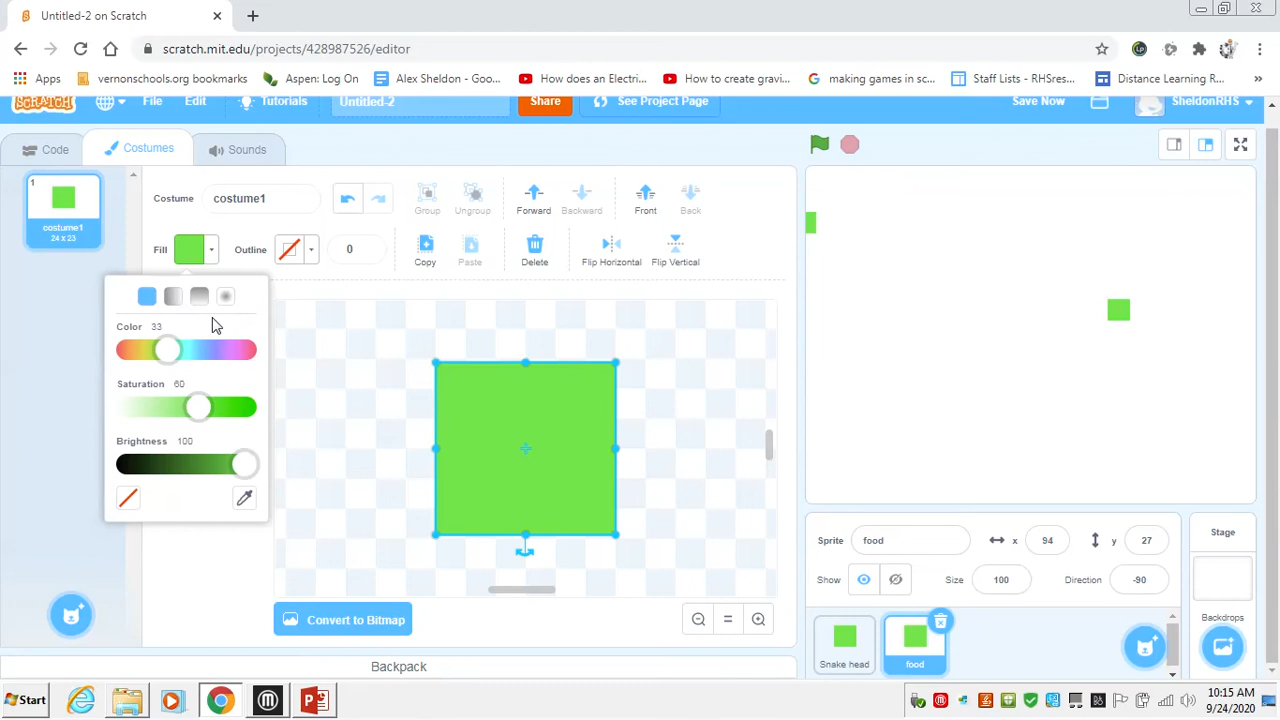 Untitled-2 on Scratch
scratch.mit.edu/projects/428987526/editor
Apps
vernonschools.org bookmarks
Aspen: Log On
Alex Sheldon - Goo...
How does an Electri...
How to create gravi...
making games in sc...
Staff Lists - RHSres...
Distance Learning R...
»
SCRATCH
File
Edit
Tutorials
Untitled-2
Share
See Project Page
Save Now
SheldonRHS
Code
Costumes
Sounds
1
costume1
24 x 23
Costume
costume1
Group
Ungroup
Forward
Backward
Front
Back
Fill
Outline
0
Copy
Paste
Delete
Flip Horizontal
Flip Vertical
Color 33
Saturation 60
Brightness 100
Convert to Bitmap
Backpack
Sprite
food
x
94
y
27
Show
Size
100
Direction
-90
Stage
Backdrops
Snake head
food
Start
10:15 AM
9/24/2020